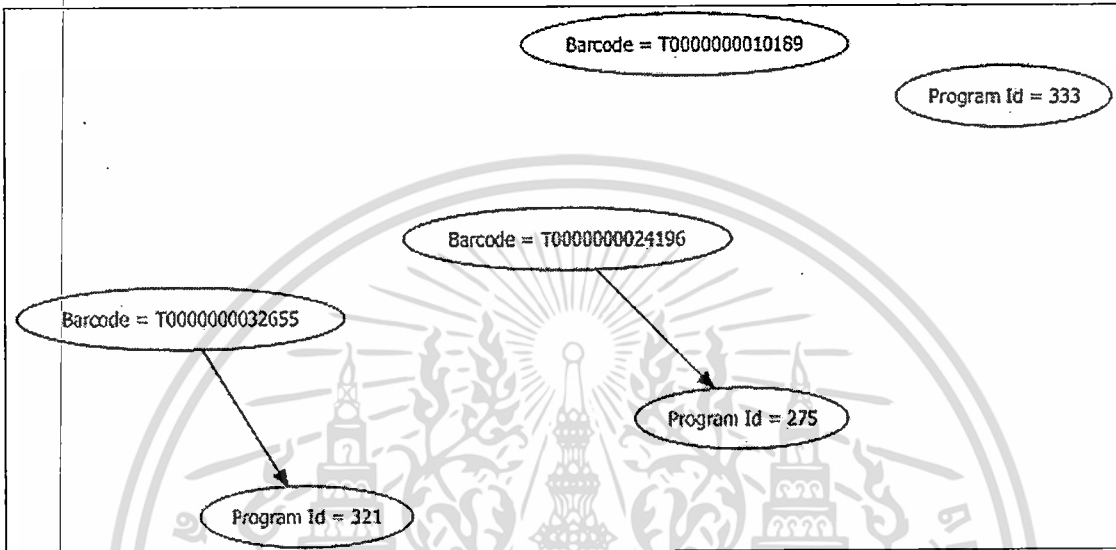 Barcode = T0000000010189
Program Id = 333
Barcode = T0000000024196
Barcode = T0000000032655
Program Id = 275
Program Id = 321